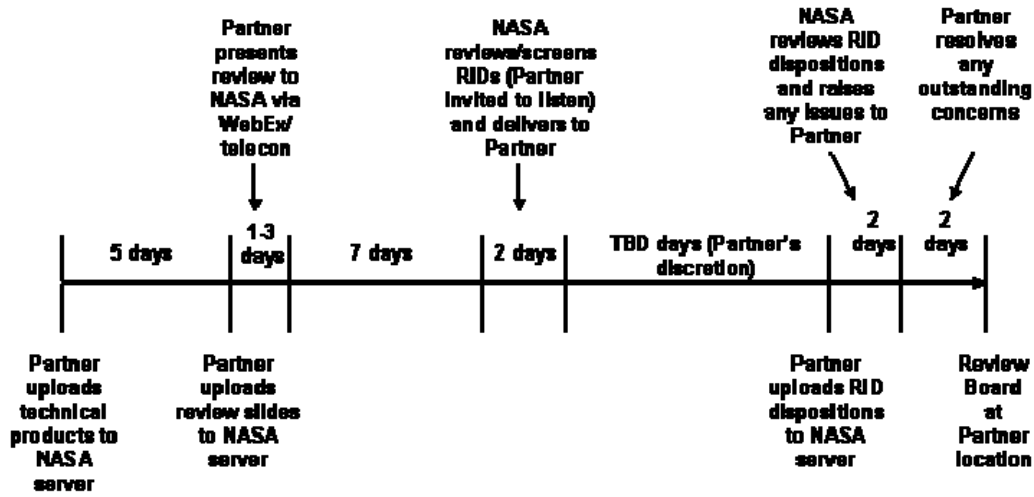 Partner
presents
review to
NASA via
WebEx/
telecon
NASA
reviews/screens
RIDs (Partner
invited to listen)
and delivers to
Partner
NASA
reviews RID
dispositions
and raises
any issues to
Partner
Partner
resolves
any
outstanding
concerns
5 days
1-3
days
7 days
2 days
TBD days (Partner's
discretion)
2
days
2
days
Partner
uploads
technical
products to
NASA
server
Partner
uploads
review slides
to NASA
server
Partner
uploads RID
dispositions
to NASA
server
Review
Board
at
Partner
location